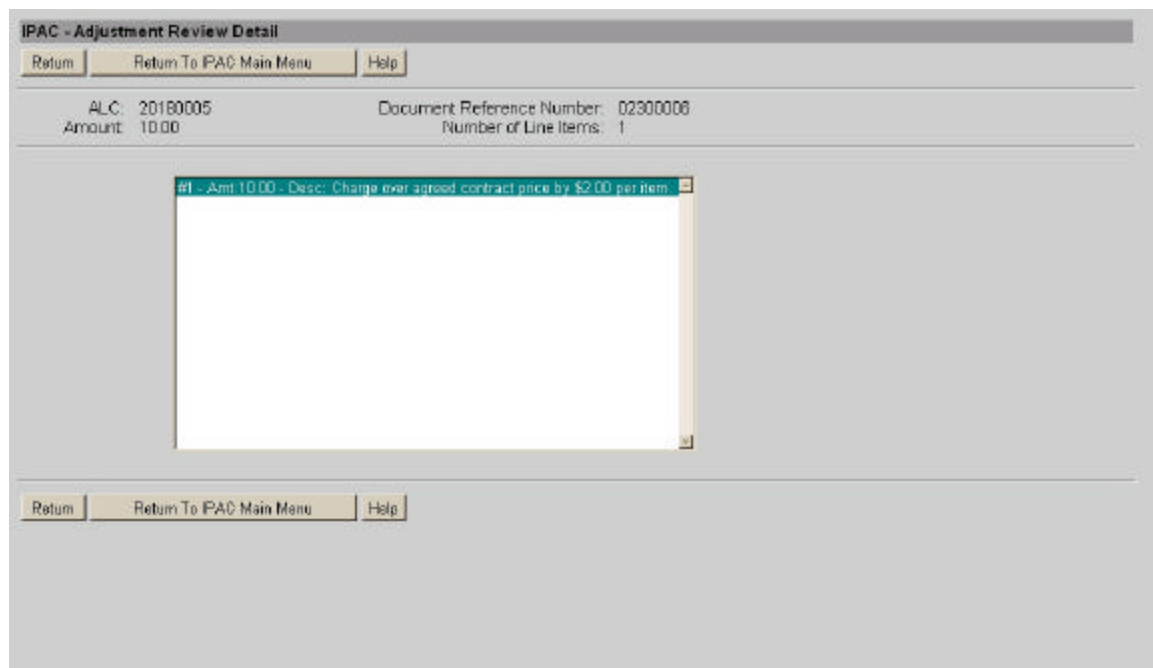 IPAC - Adjustment Review Detail
Return Return To IPAC Main Menu Help
ALC: 20180005 Document Reference Number: 02300006
Amount: 10.00 Number of Line Items: 1
#1 - Amt 10.00 - Desc: Charge over agreed contract price by $2.00 per item
Return Return To IPAC Main Menu Help